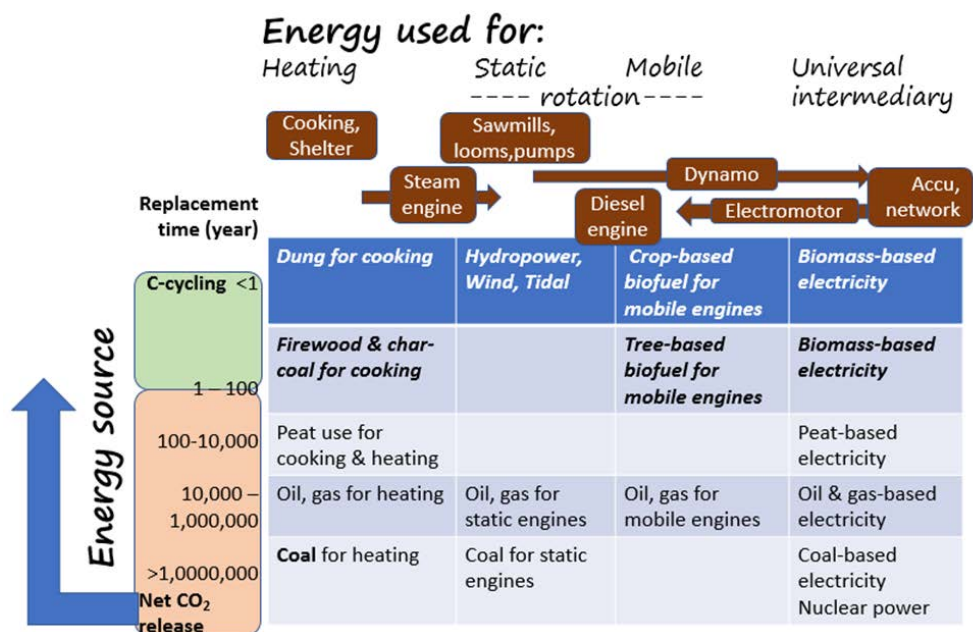 Energy used for:
Heating
Static
Mobile
Universal
---- rotation ----
intermediary
Cooking,
Shelter
Sawmills,
looms,pumps
Steam
engine
Dynamo
Diesel
engine
Electromotor
Accu,
network
Replacement
time (year)
Energy source
C-cycling <1
Dung for cooking
Hydropower,
Wind, Tidal
Crop-based
biofuel for
mobile engines
Biomass-based
electricity
1 – 100
Firewood & char-
coal for cooking
Tree-based
biofuel for
mobile engines
Biomass-based
electricity
100-10,000
Peat use for
cooking & heating
Peat-based
electricity
10,000 –
1,000,000
Oil, gas for heating
Oil, gas for
static engines
Oil, gas for
mobile engines
Oil & gas-based
electricity
>1,0000,000
Coal for heating
Coal for static
engines
Coal-based
electricity
Nuclear power
Net CO₂
release